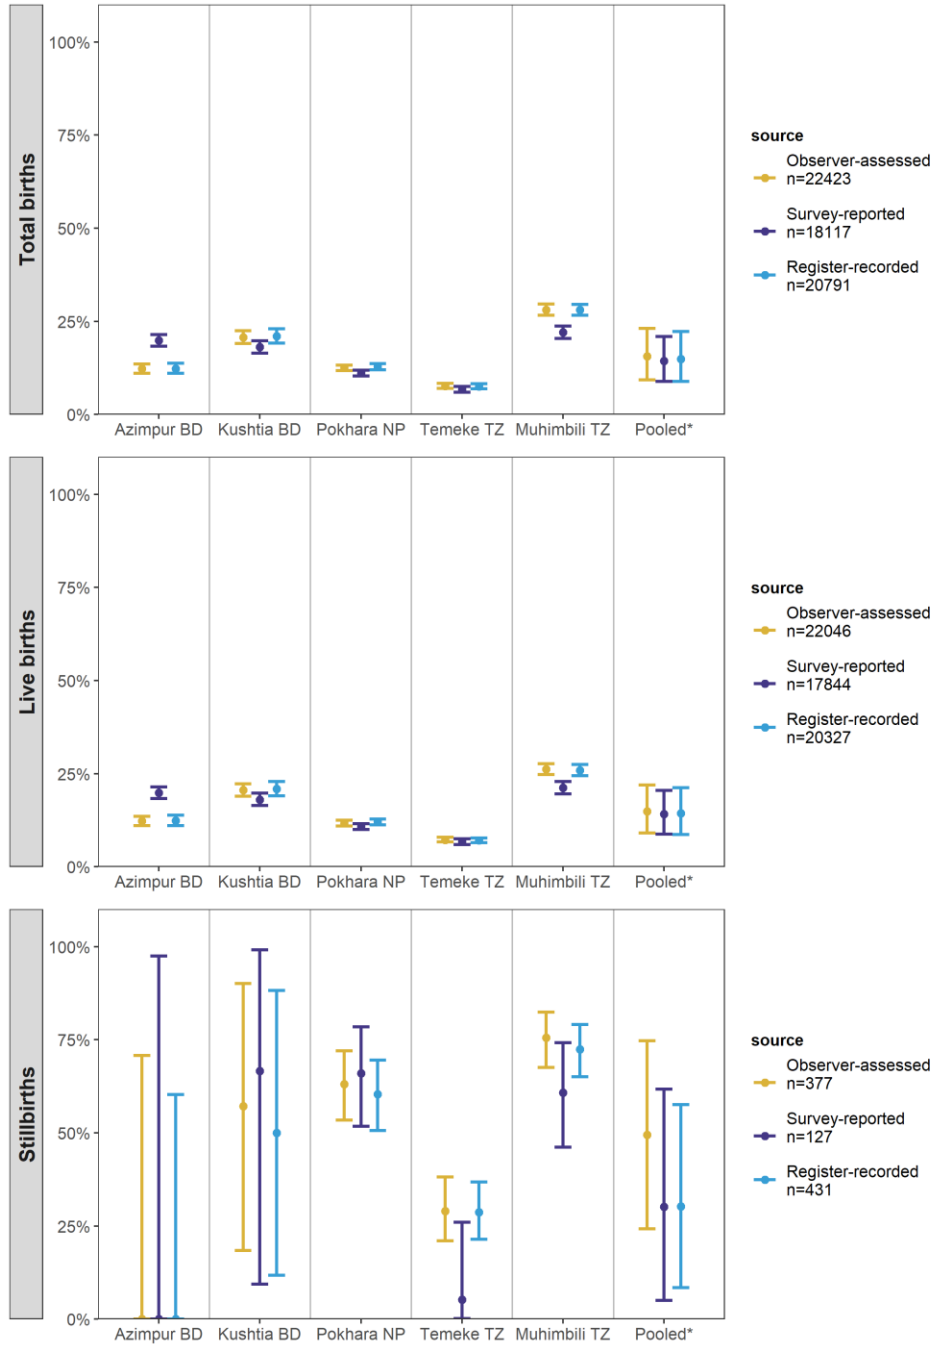 Total births
100%
75%
50%
25%
0%
Azimpur BD Kushtia BD Pokhara NP Temeke TZ Muhimbili TZ Pooled*
source
Observer-assessed
n=22423
Survey-reported
n=18117
Register-recorded
n=20791
Live births
100%
75%
50%
25%
0%
Azimpur BD Kushtia BD Pokhara NP Temeke TZ Muhimbili TZ Pooled*
source
Observer-assessed
n=22046
Survey-reported
n=17844
Register-recorded
n=20327
Stillbirths
100%
75%
50%
25%
0%
Azimpur BD Kushtia BD Pokhara NP Temeke TZ Muhimbili TZ Pooled*
source
Observer-assessed
n=377
Survey-reported
n=127
Register-recorded
n=431